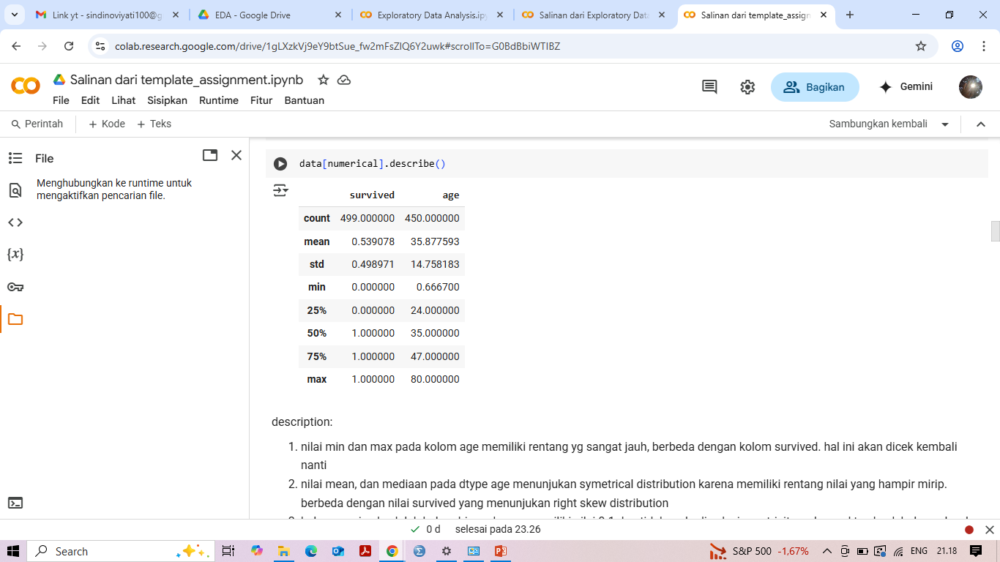 Link yt - sindinoviyati100@g
EDA - Google Drive
Exploratory Data Analysis.ip
Salinan dari Exploratory Dat
Salinan dari template_assign
colab.research.google.com/drive/1gLXzkVj9eY9btSue_fw2mFsZIQ6Y2uwk#scrollTo=G0BdBbiWTIBZ
Salinan dari template_assignment.ipynb
File Edit Lihat Sisipkan Runtime Fitur Bantuan
Bagikan
Gemini
Perintah + Kode + Teks
Sambungkan kembali
File
Menghubungkan ke runtime untuk
mengaktifkan pencarian file.
data[numerical].describe()
survived age
count 499.000000 450.000000
mean 0.539078 35.877593
std 0.498971 14.758183
min 0.000000 0.666700
25% 0.000000 24.000000
50% 1.000000 35.000000
75% 1.000000 47.000000
max 1.000000 80.000000
description:
1. nilai min dan max pada kolom age memiliki rentang yg sangat jauh, berbeda dengan kolom survived. hal ini akan dicek kembali
nanti
2. nilai mean, dan mediaan pada dtype age menunjukan symetrical distribution karena memiliki rentang nilai yang hampir mirip.
berbeda dengan nilai survived yang menunjukan right skew distribution
0 d selesai pada 23.26
Search
S&P 500 -1,67%
ENG
21.18